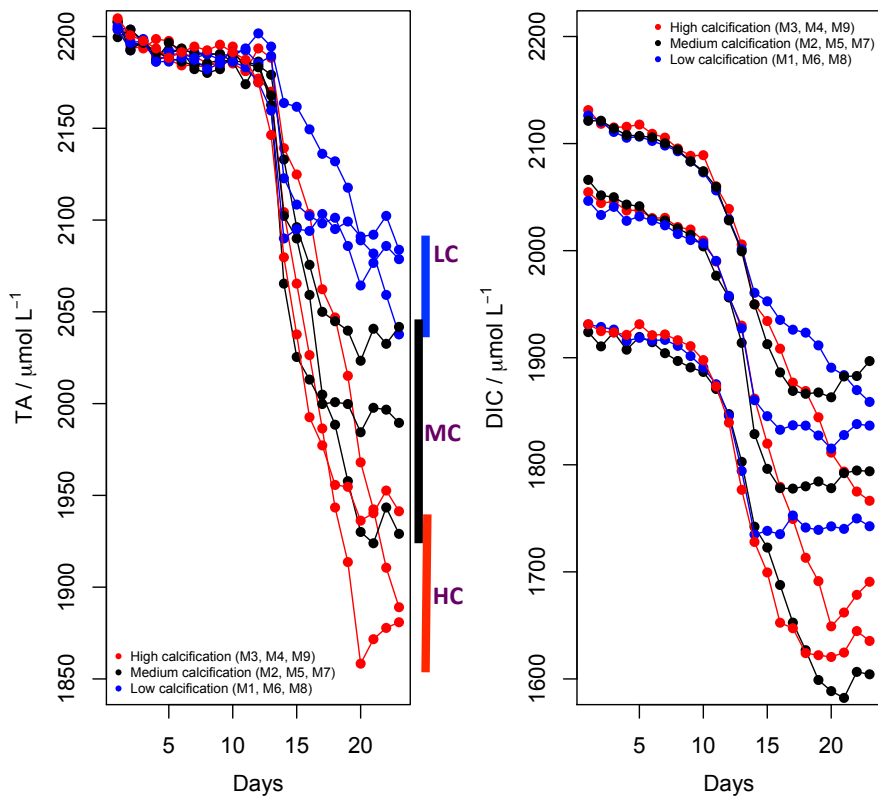 2200
2150
2100
2050
2000
1950
1900
1850
TA / μmol L⁻¹
5
10
15
20
Days
LC
MC
HC
High calcification (M3, M4, M9)
Medium calcification (M2, M5, M7)
Low calcification (M1, M6, M8)
2200
2100
2000
1900
1800
1700
1600
DIC / μmol L⁻¹
5
10
15
20
Days
High calcification (M3, M4, M9)
Medium calcification (M2, M5, M7)
Low calcification (M1, M6, M8)